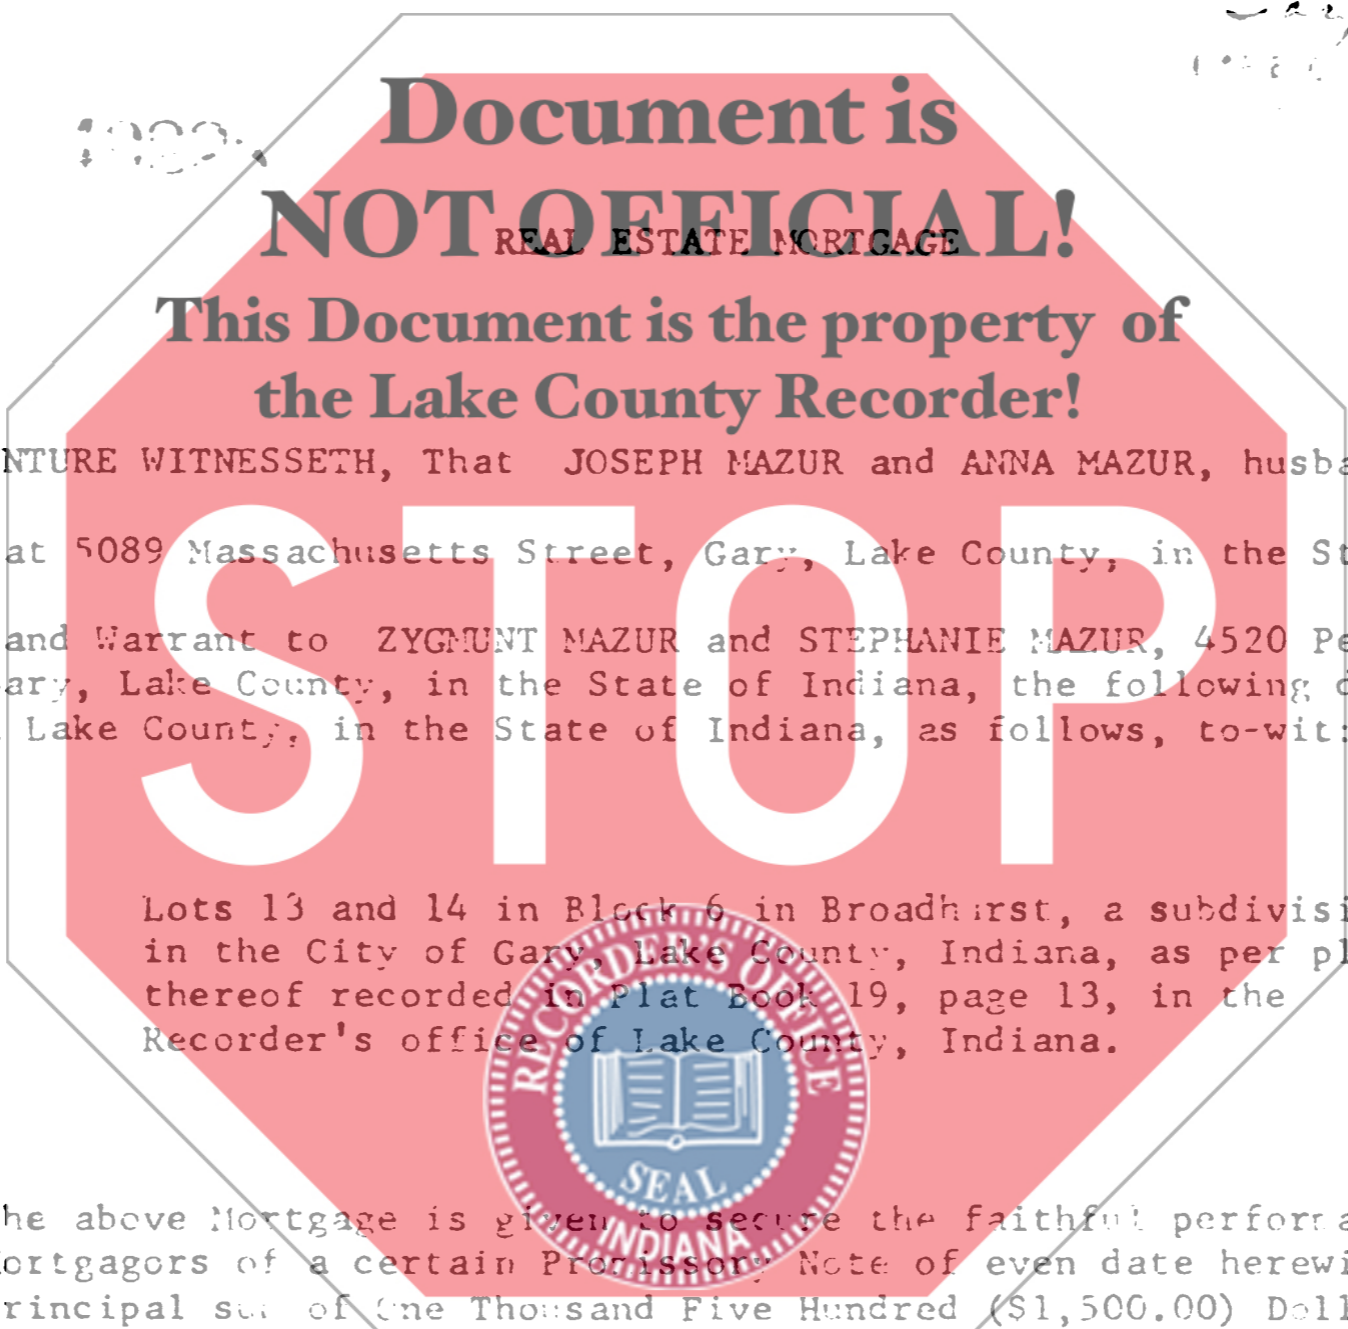 Document is
NOT OFFICIAL!
REAL ESTATE MORTGAGE
This Document is the property of
the Lake County Recorder!
NTURE WITNESSETH, That JOSEPH MAZUR and ANNA MAZUR, husba
STOP
at 5089 Massachusetts Street, Gary, Lake County, in the St
and Warrant to ZYGMUNT MAZUR and STEPHANIE MAZUR, 4520 Pe
ary, Lake County, in the State of Indiana, the following d
Lake County, in the State of Indiana, as follows, to-wit:
Lots 13 and 14 in Block 6 in Broadhurst, a subdivisi
in the City of Gary, Lake County, Indiana, as per pl
thereof recorded in Plat Book 19, page 13, in the
Recorder's office of Lake County, Indiana.
RECORDER'S OFFICE
SEAL
INDIANA
he above Mortgage is given to secure the faithful performa
ortgagors of a certain Promissory Note of even date herewi
rincipal sum of One Thousand Five Hundred ($1,500.00) Doll